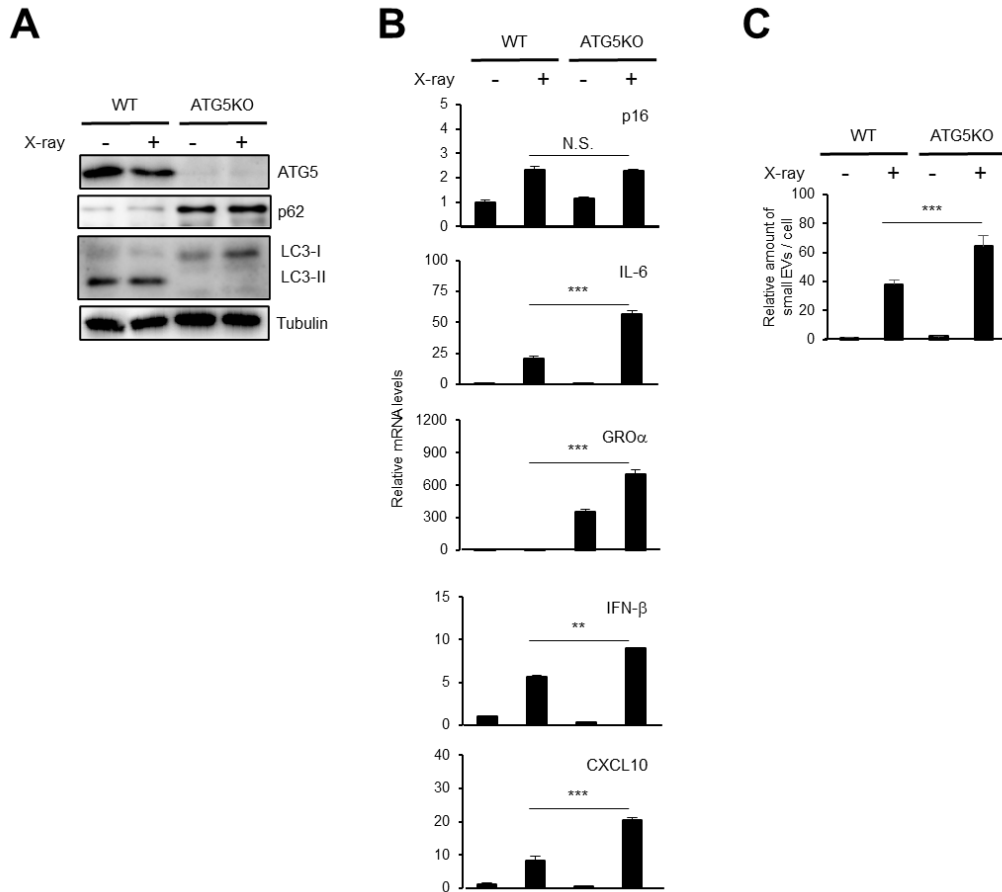 A
WT ATG5KO
X-ray - + - +
ATG5
p62
LC3-I
LC3-II
Tubulin
B
WT ATG5KO
X-ray - + - +
Relative mRNA levels
p16
5
4
3
2
1
0
N.S.
IL-6
100
75
50
25
0
***
GROα
1200
900
600
300
0
***
IFN-β
15
10
5
0
**
CXCL10
40
30
20
10
0
***
C
WT ATG5KO
X-ray - + - +
Relative amount of
small EVs / cell
100
80
60
40
20
0
***